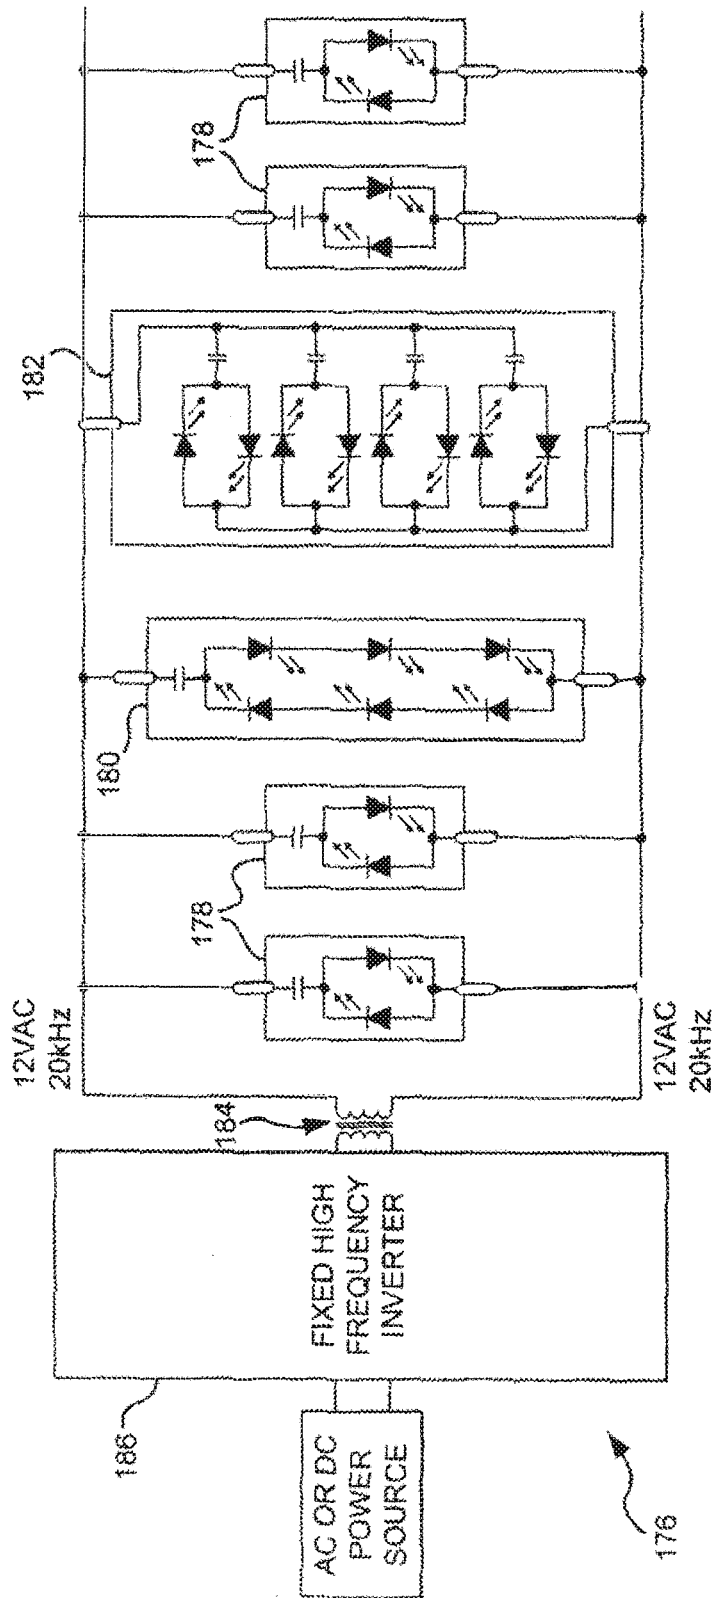 176
AC OR DC
POWER
SOURCE
186
FIXED HIGH
FREQUENCY
INVERTER
184
12VAC
20kHz
12VAC
20kHz
178
180
182
178